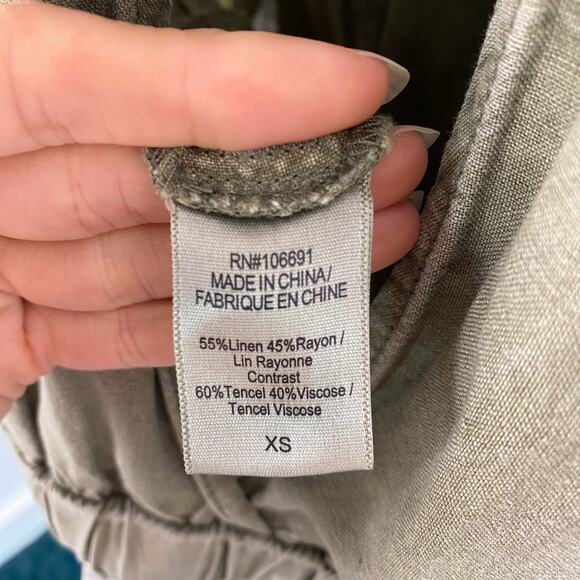 RN#106691
MADE IN CHINA/
FABRIQUE EN CHINE
55%Linen 45%Rayon /
Lin Rayonne
Contrast
60%Tencel 40%Viscose /
Tencel Viscose
XS